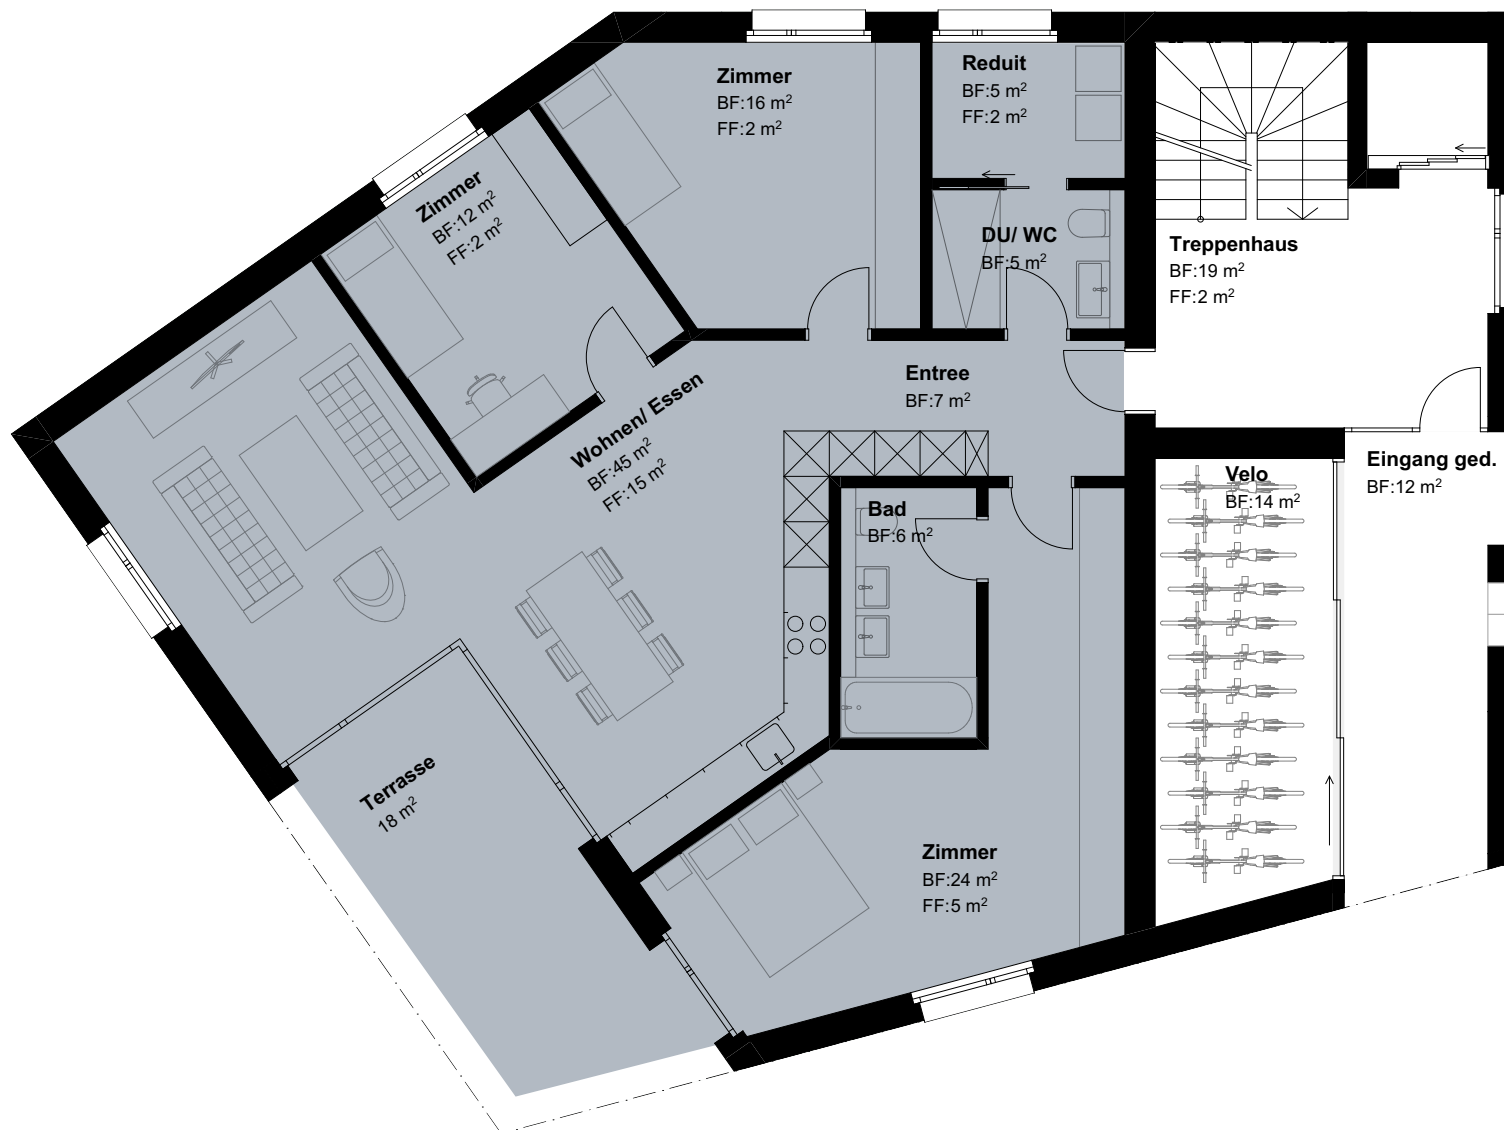 Zimmer
BF:16 m²
FF:2 m²
Reduit
BF:5 m²
FF:2 m²
Zimmer
BF:12 m²
FF:2 m²
DU/ WC
BF:5 m²
Treppenhaus
BF:19 m²
FF:2 m²
Wohnen/ Essen
BF:45 m²
FF:15 m²
Entree
BF:7 m²
Velo
BF:14 m²
Eingang ged.
BF:12 m²
Bad
BF:6 m²
Terrasse
18 m²
Zimmer
BF:24 m²
FF:5 m²